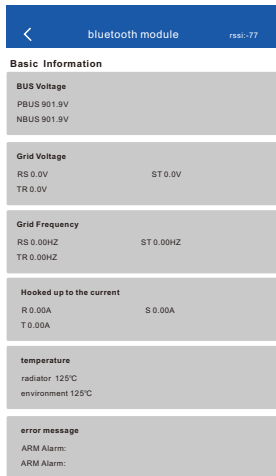 bluetooth module rssi:-77
Basic Information
BUS Voltage
PBUS 901.9V
NBUS 901.9V
Grid Voltage
RS 0.0V ST 0.0V
TR 0.0V
Grid Frequency
RS 0.00HZ ST 0.00HZ
TR 0.00HZ
Hooked up to the current
R 0.00A S 0.00A
T 0.00A
temperature
radiator 125℃
environment 125℃
error message
ARM Alarm:
ARM Alarm: